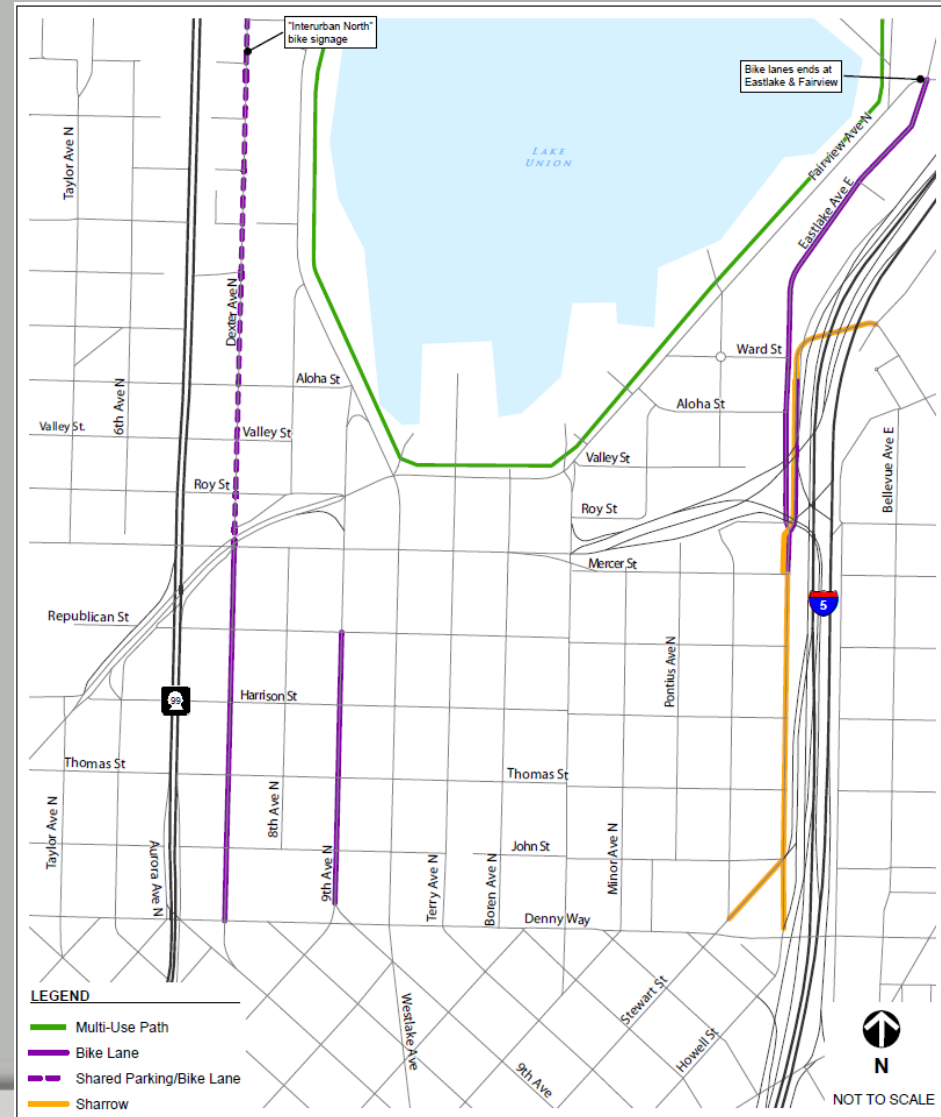 "Interurban North"
bike signage
Bike lanes ends at
Eastlake & Fairview
LAKE
UNION
Taylor Ave N
Fairview Ave N
Eastlake Ave E
Dexter Ave N
Ward St
6th Ave N
Aloha St
Aloha St
Valley St.
Valley St
Valley St
Bellevue Ave E
Roy St
Roy St
Mercer St
5
Republican St
Pontius Ave N
99
Harrison St
Thomas St
Thomas St
8th Ave N
Taylor Ave N
Aurora Ave N
9th Ave N
Terry Ave N
Boren Ave N
John St
Minor Ave N
Denny Way
Stewart St
Westlake Ave
Howell St
9th Ave
LEGEND
Multi-Use Path
Bike Lane
Shared Parking/Bike Lane
Sharrow
N
NOT TO SCALE